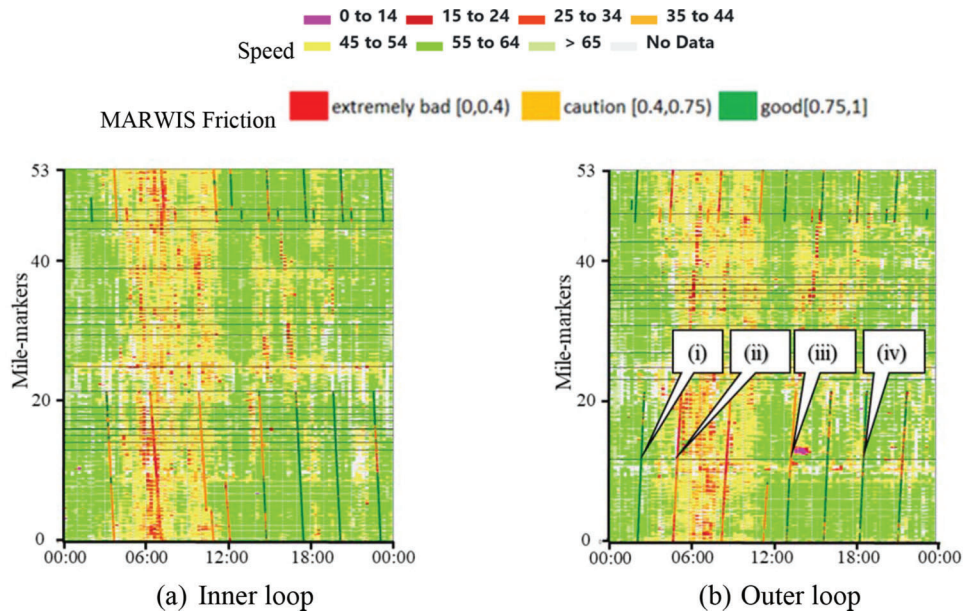 0 to 14 15 to 24 25 to 34 35 to 44
Speed 45 to 54 55 to 64 > 65 No Data
MARWIS Friction extremely bad [0,0.4) caution [0.4,0.75) good[0.75,1]
53
40
20
0
Mile-markers
00:00 06:00 12:00 18:00 00:00
(a) Inner loop
53
40
20
0
Mile-markers
(i) (ii) (iii) (iv)
00:00 06:00 12:00 18:00 00:00
(b) Outer loop